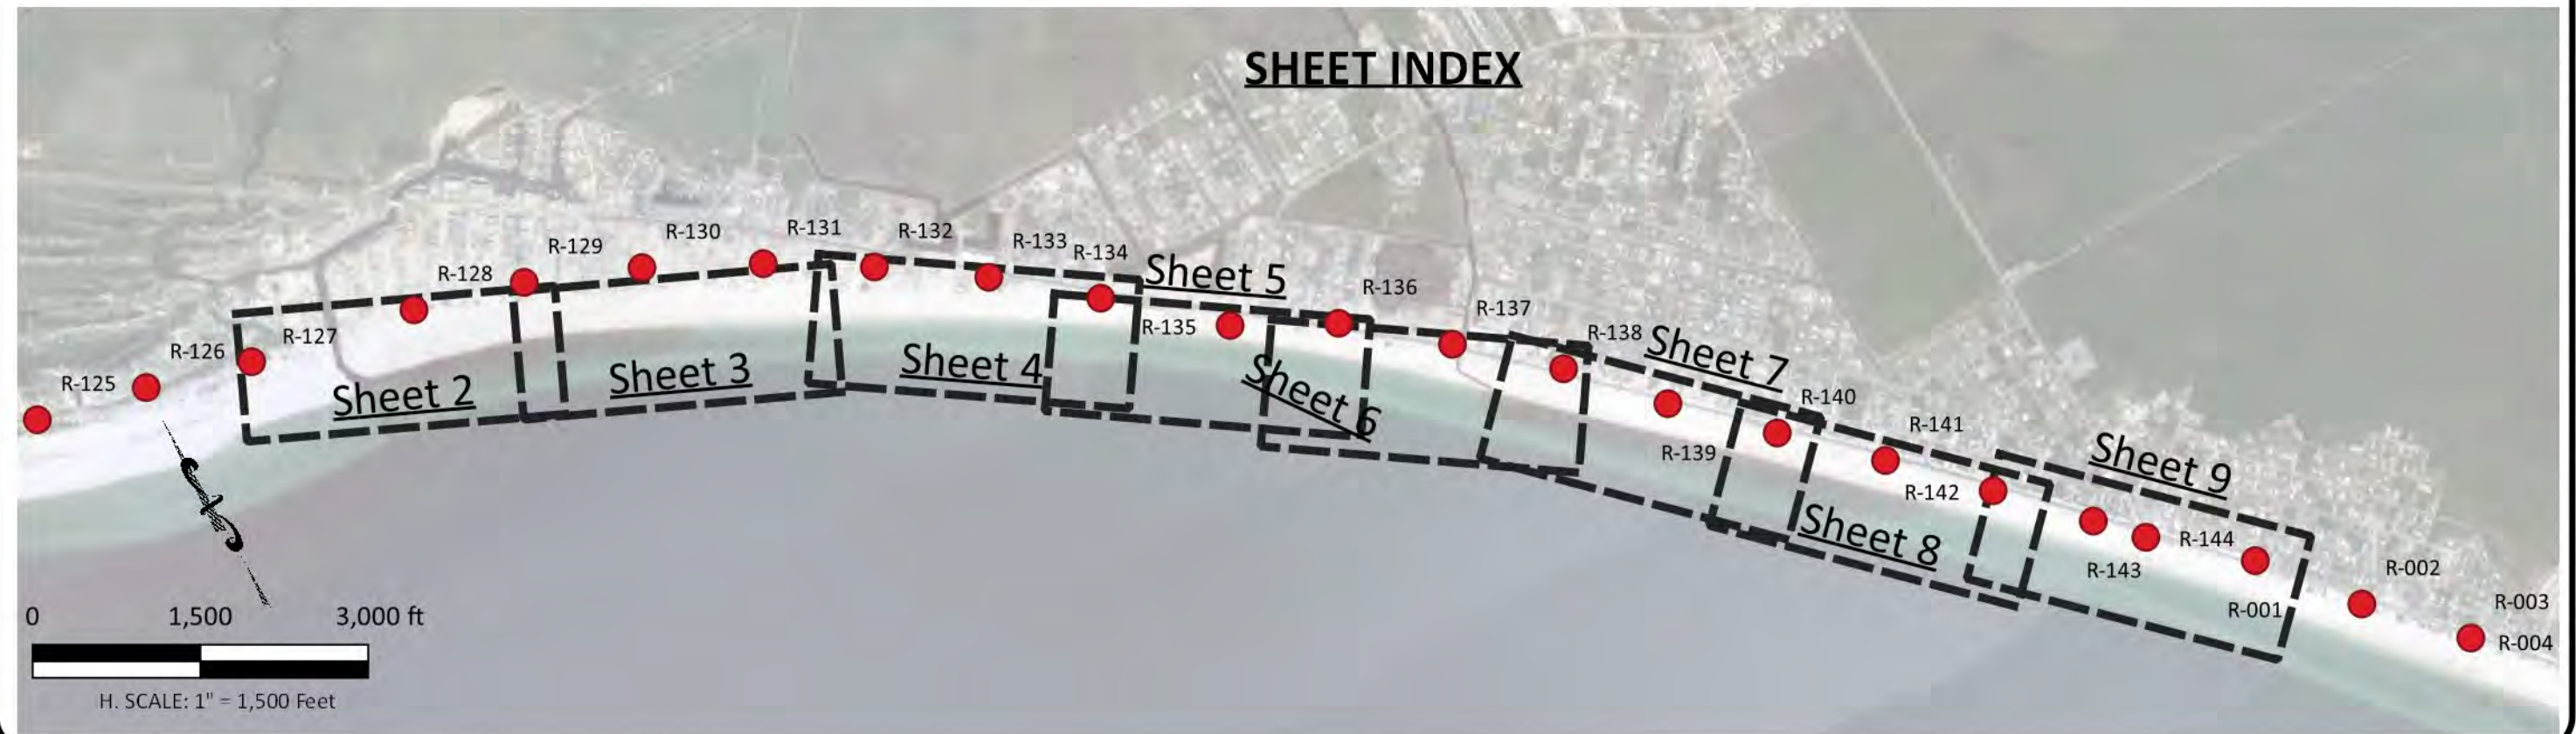 SHEET INDEX
R-125
R-126
R-127
R-128
R-129
R-130
R-131
R-132
R-133
R-134
R-135
R-136
R-137
R-138
R-139
R-140
R-141
R-142
R-143
R-144
R-001
R-002
R-003
R-004
Sheet 2
Sheet 3
Sheet 4
Sheet 5
Sheet 6
Sheet 7
Sheet 8
Sheet 9
0 1,500 3,000 ft
H. SCALE: 1" = 1,500 Feet